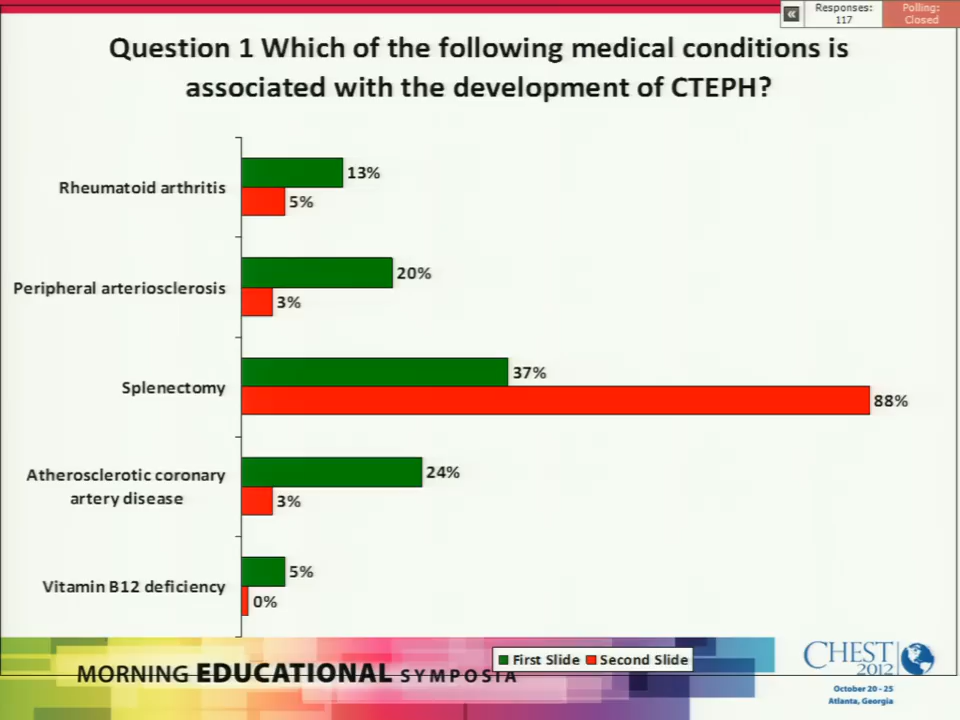 Responses:
117
Polling:
Closed
Question 1 Which of the following medical conditions is
associated with the development of CTEPH?
Rheumatoid arthritis
13%
5%
Peripheral arteriosclerosis
20%
3%
Splenectomy
37%
88%
Atherosclerotic coronary
artery disease
24%
3%
Vitamin B12 deficiency
5%
0%
First Slide Second Slide
MORNING EDUCATIONAL SYMPOSIA
CHEST
2012
October 20 - 25
Atlanta, Georgia